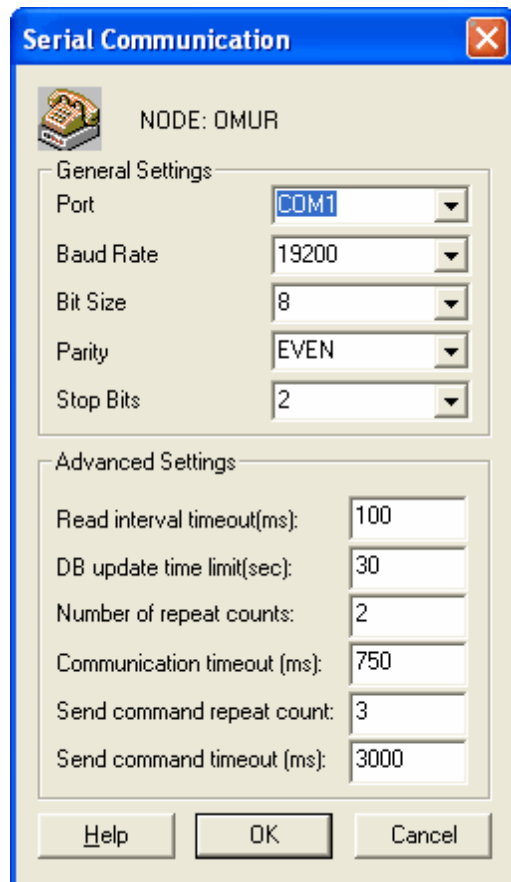 Serial Communication
NODE: OMUR
General Settings
Port COM1
Baud Rate 19200
Bit Size 8
Parity EVEN
Stop Bits 2
Advanced Settings
Read interval timeout(ms): 100
DB update time limit(sec): 30
Number of repeat counts: 2
Communication timeout (ms): 750
Send command repeat count: 3
Send command timeout (ms): 3000
Help OK Cancel